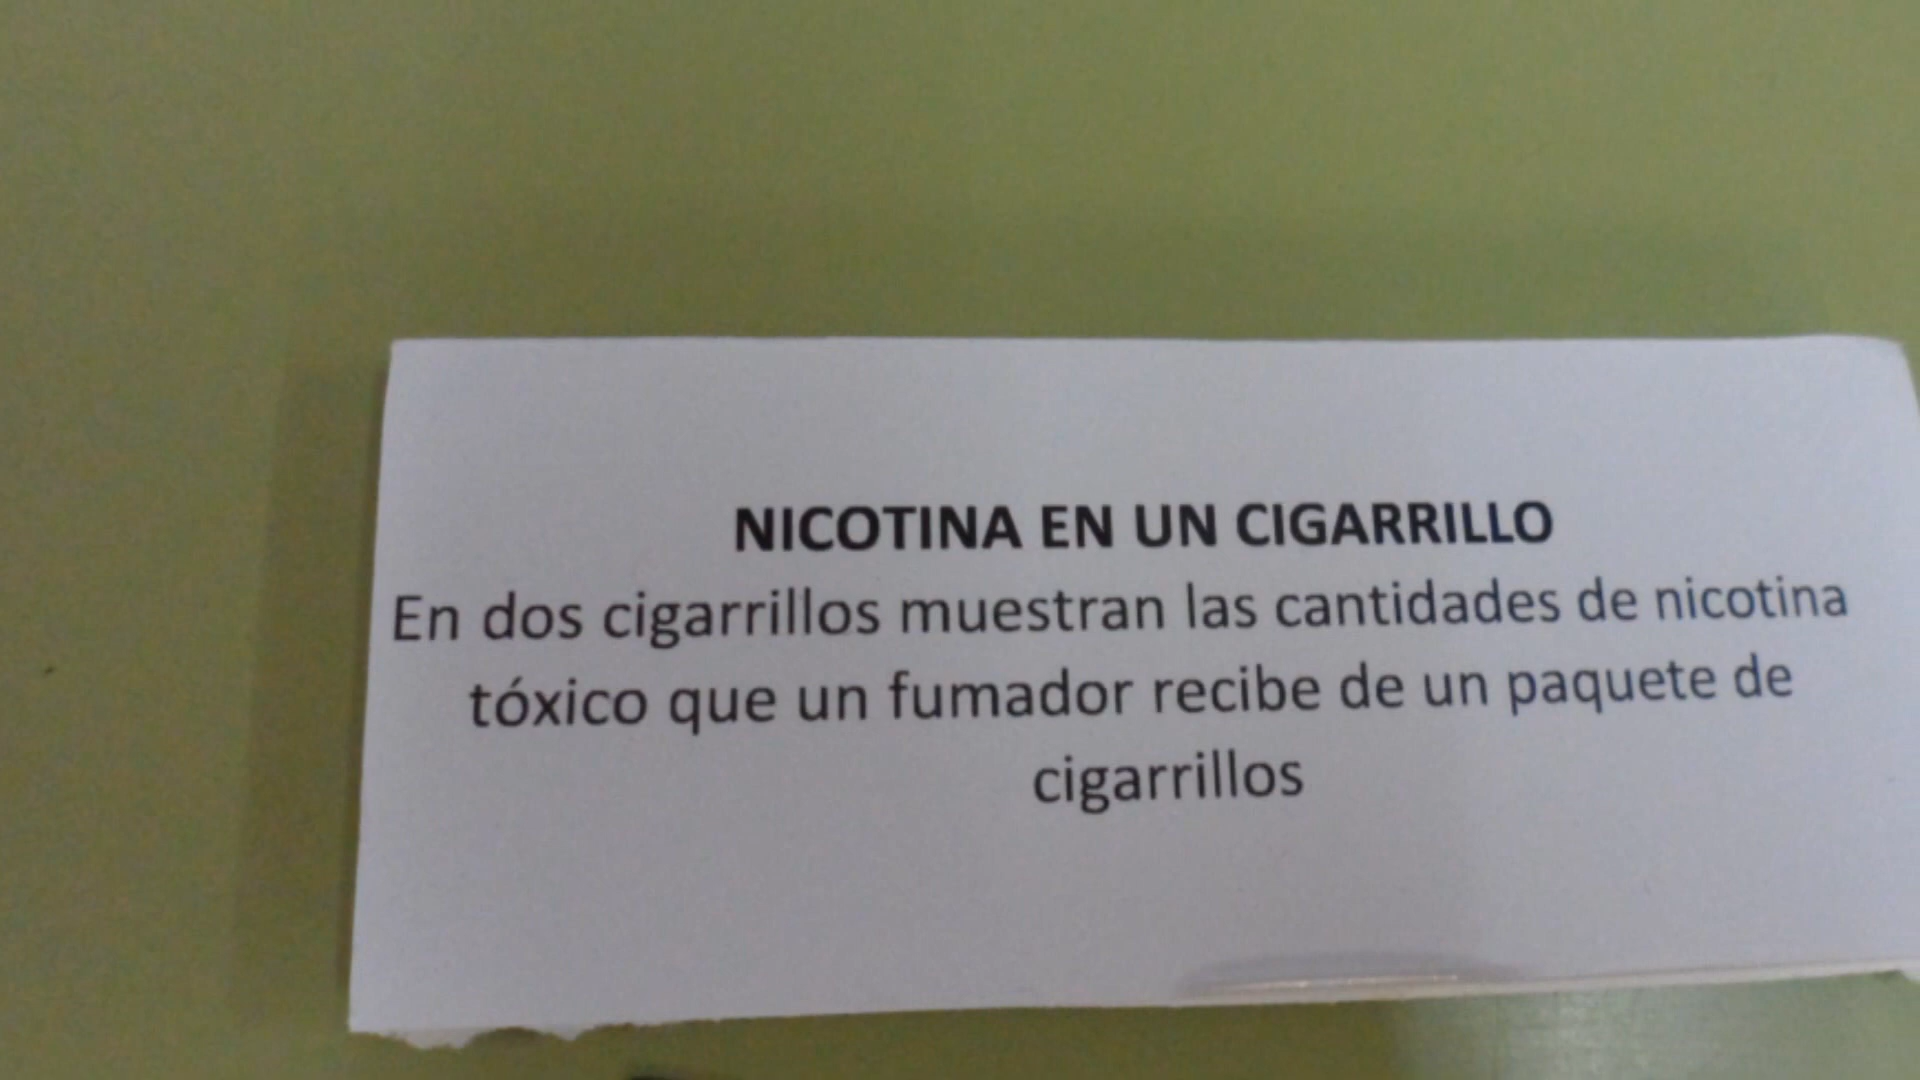 NICOTINA EN UN CIGARRILLO
En dos cigarrillos muestran las cantidades de nicotina
tóxico que un fumador recibe de un paquete de
cigarrillos